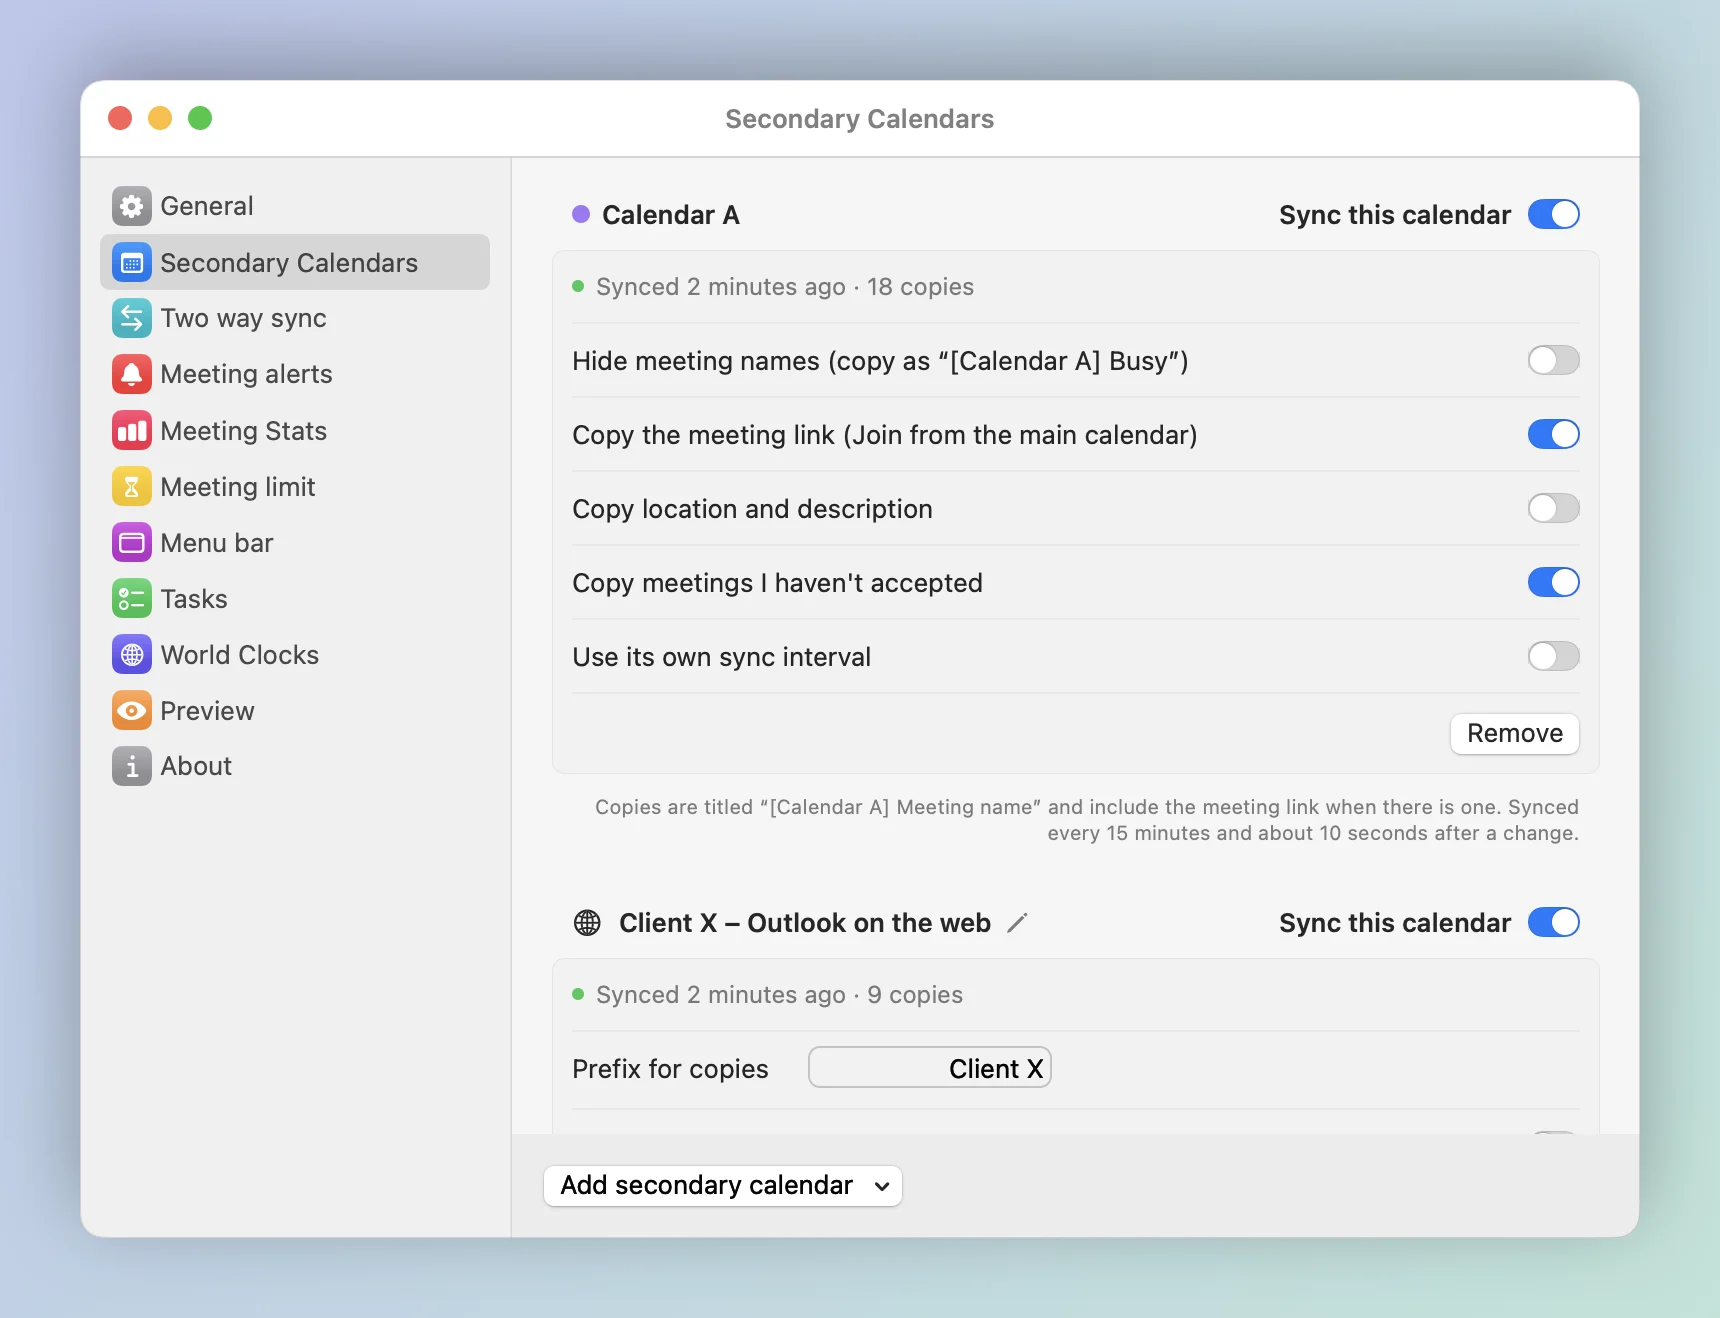 Secondary Calendars
General
Secondary Calendars
Two way sync
Meeting alerts
Meeting Stats
Meeting limit
Menu bar
Tasks
World Clocks
Preview
About
Calendar A
Sync this calendar
Synced 2 minutes ago · 18 copies
Hide meeting names (copy as “[Calendar A] Busy”)
Copy the meeting link (Join from the main calendar)
Copy location and description
Copy meetings I haven't accepted
Use its own sync interval
Remove
Copies are titled “[Calendar A] Meeting name” and include the meeting link when there is one. Synced
every 15 minutes and about 10 seconds after a change.
Client X – Outlook on the web
Sync this calendar
Synced 2 minutes ago · 9 copies
Prefix for copies
Client X
Add secondary calendar